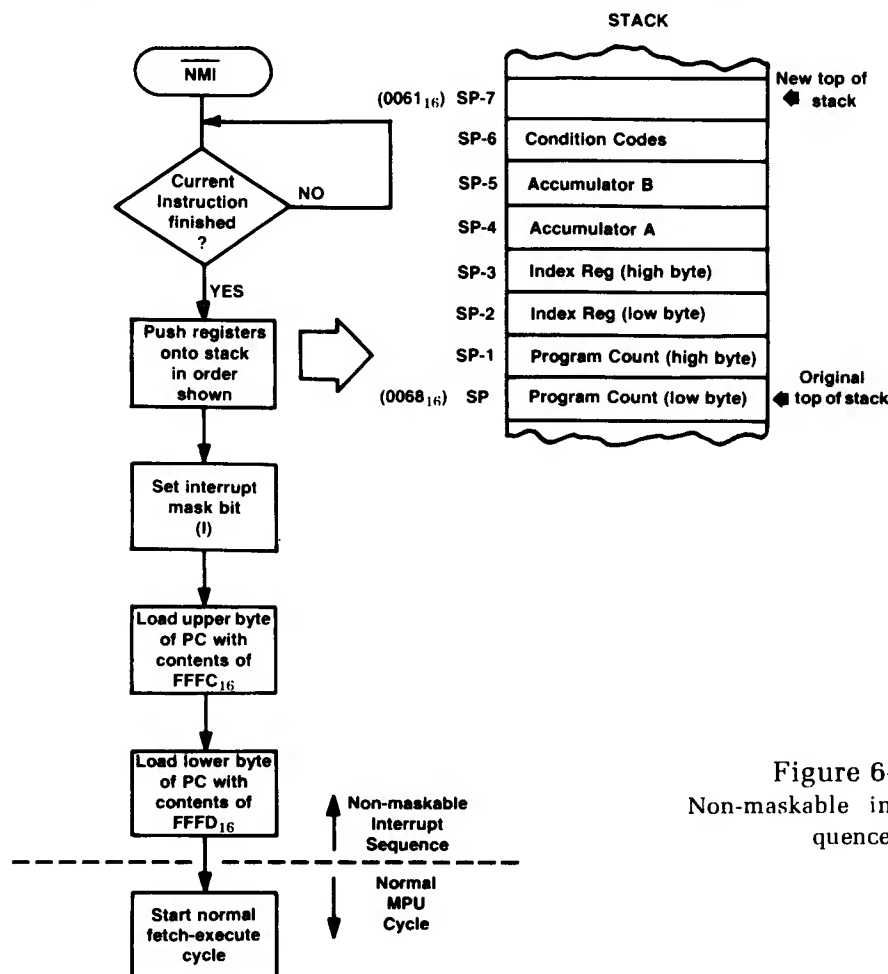 STACK
NMI
Current
Instruction
finished
?
NO
YES
Push registers
onto stack
in order
shown
Set interrupt
mask bit
(I)
Load upper byte
of PC with
contents of
FFFC₁₆
Load lower byte
of PC with
contents of
FFFD₁₆
Non-maskable
Interrupt
Sequence
Normal
MPU
Cycle
Start normal
fetch-execute
cycle
(0061₁₆) SP-7
New top of
stack
SP-6 Condition Codes
SP-5 Accumulator B
SP-4 Accumulator A
SP-3 Index Reg (high byte)
SP-2 Index Reg (low byte)
SP-1 Program Count (high byte)
(0068₁₆) SP Program Count (low byte)
Original
top of stack
Figure 6-
Non-maskable in
quence